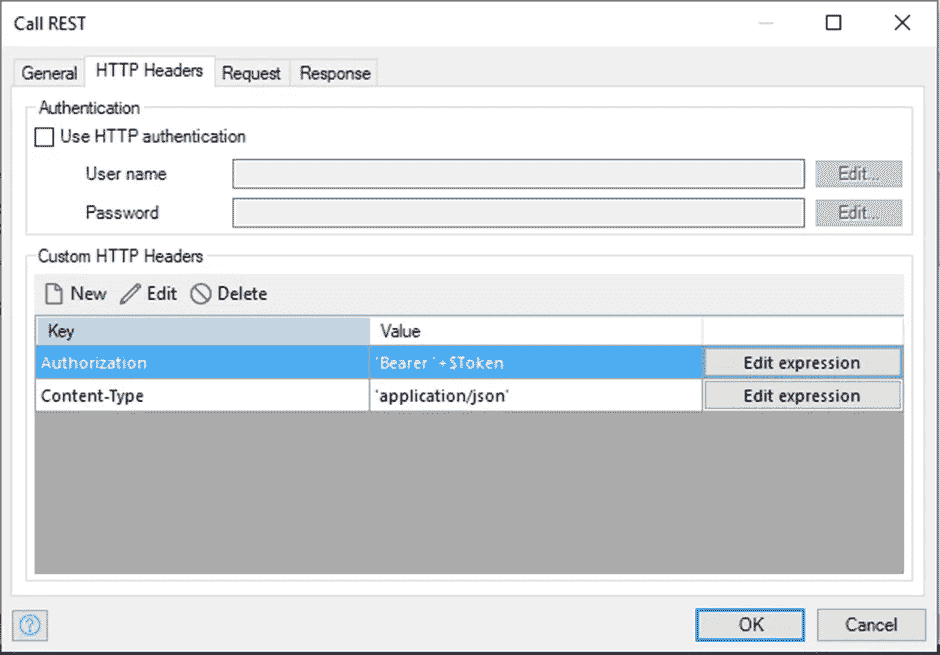 Call REST
General HTTP Headers Request Response
Authentication
Use HTTP authentication
User name Edit...
Password Edit...
Custom HTTP Headers
New Edit Delete
Key Value
Authorization 'Bearer '+$Token Edit expression
Content-Type 'application/json' Edit expression
? OK Cancel